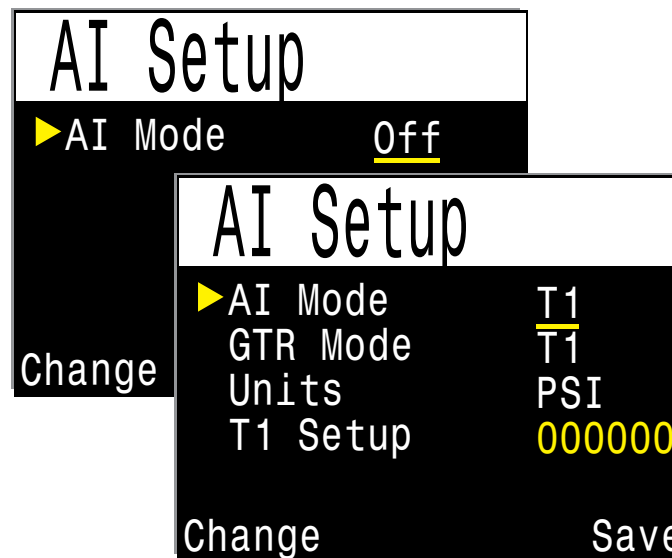 AI Setup
AI Mode Off
Change
AI Setup
AI Mode T1
GTR Mode T1
Units PSI
T1 Setup 000000
Change Save